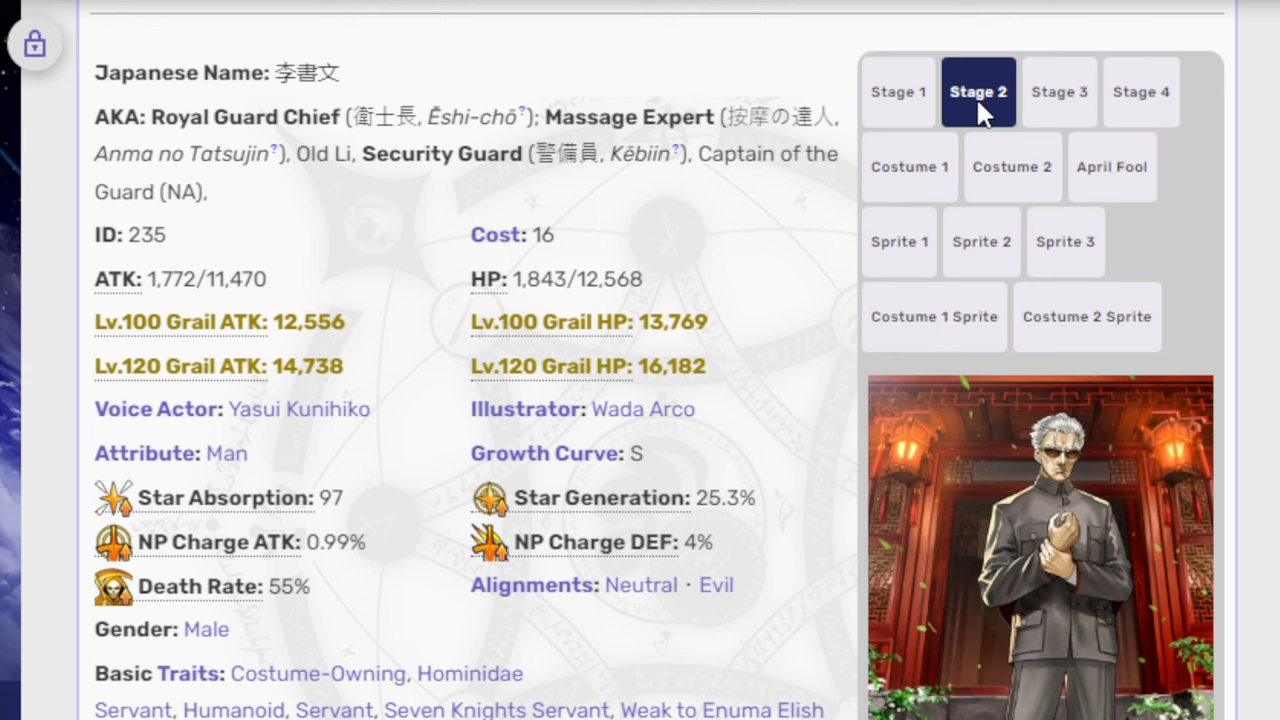 Japanese Name: 李書文
AKA: Royal Guard Chief (衛士長, Ēshi-chō?); Massage Expert (按摩の達人,
Anma no Tatsujin?), Old Li, Security Guard (警備員, Kēbiin?), Captain of the
Guard (NA),
ID: 235
Cost: 16
ATK: 1,772/11,470
HP: 1,843/12,568
Lv.100 Grail ATK: 12,556
Lv.100 Grail HP: 13,769
Lv.120 Grail ATK: 14,738
Lv.120 Grail HP: 16,182
Voice Actor: Yasui Kunihiko
Illustrator: Wada Arco
Attribute: Man
Growth Curve: S
Star Absorption: 97
Star Generation: 25.3%
NP Charge ATK: 0.99%
NP Charge DEF: 4%
Death Rate: 55%
Alignments: Neutral · Evil
Gender: Male
Basic Traits: Costume-Owning, Hominidae
Servant, Humanoid, Servant, Seven Knights Servant, Weak to Enuma Elish
Stage 1 Stage 2 Stage 3 Stage 4
Costume 1 Costume 2 April Fool
Sprite 1 Sprite 2 Sprite 3
Costume 1 Sprite Costume 2 Sprite